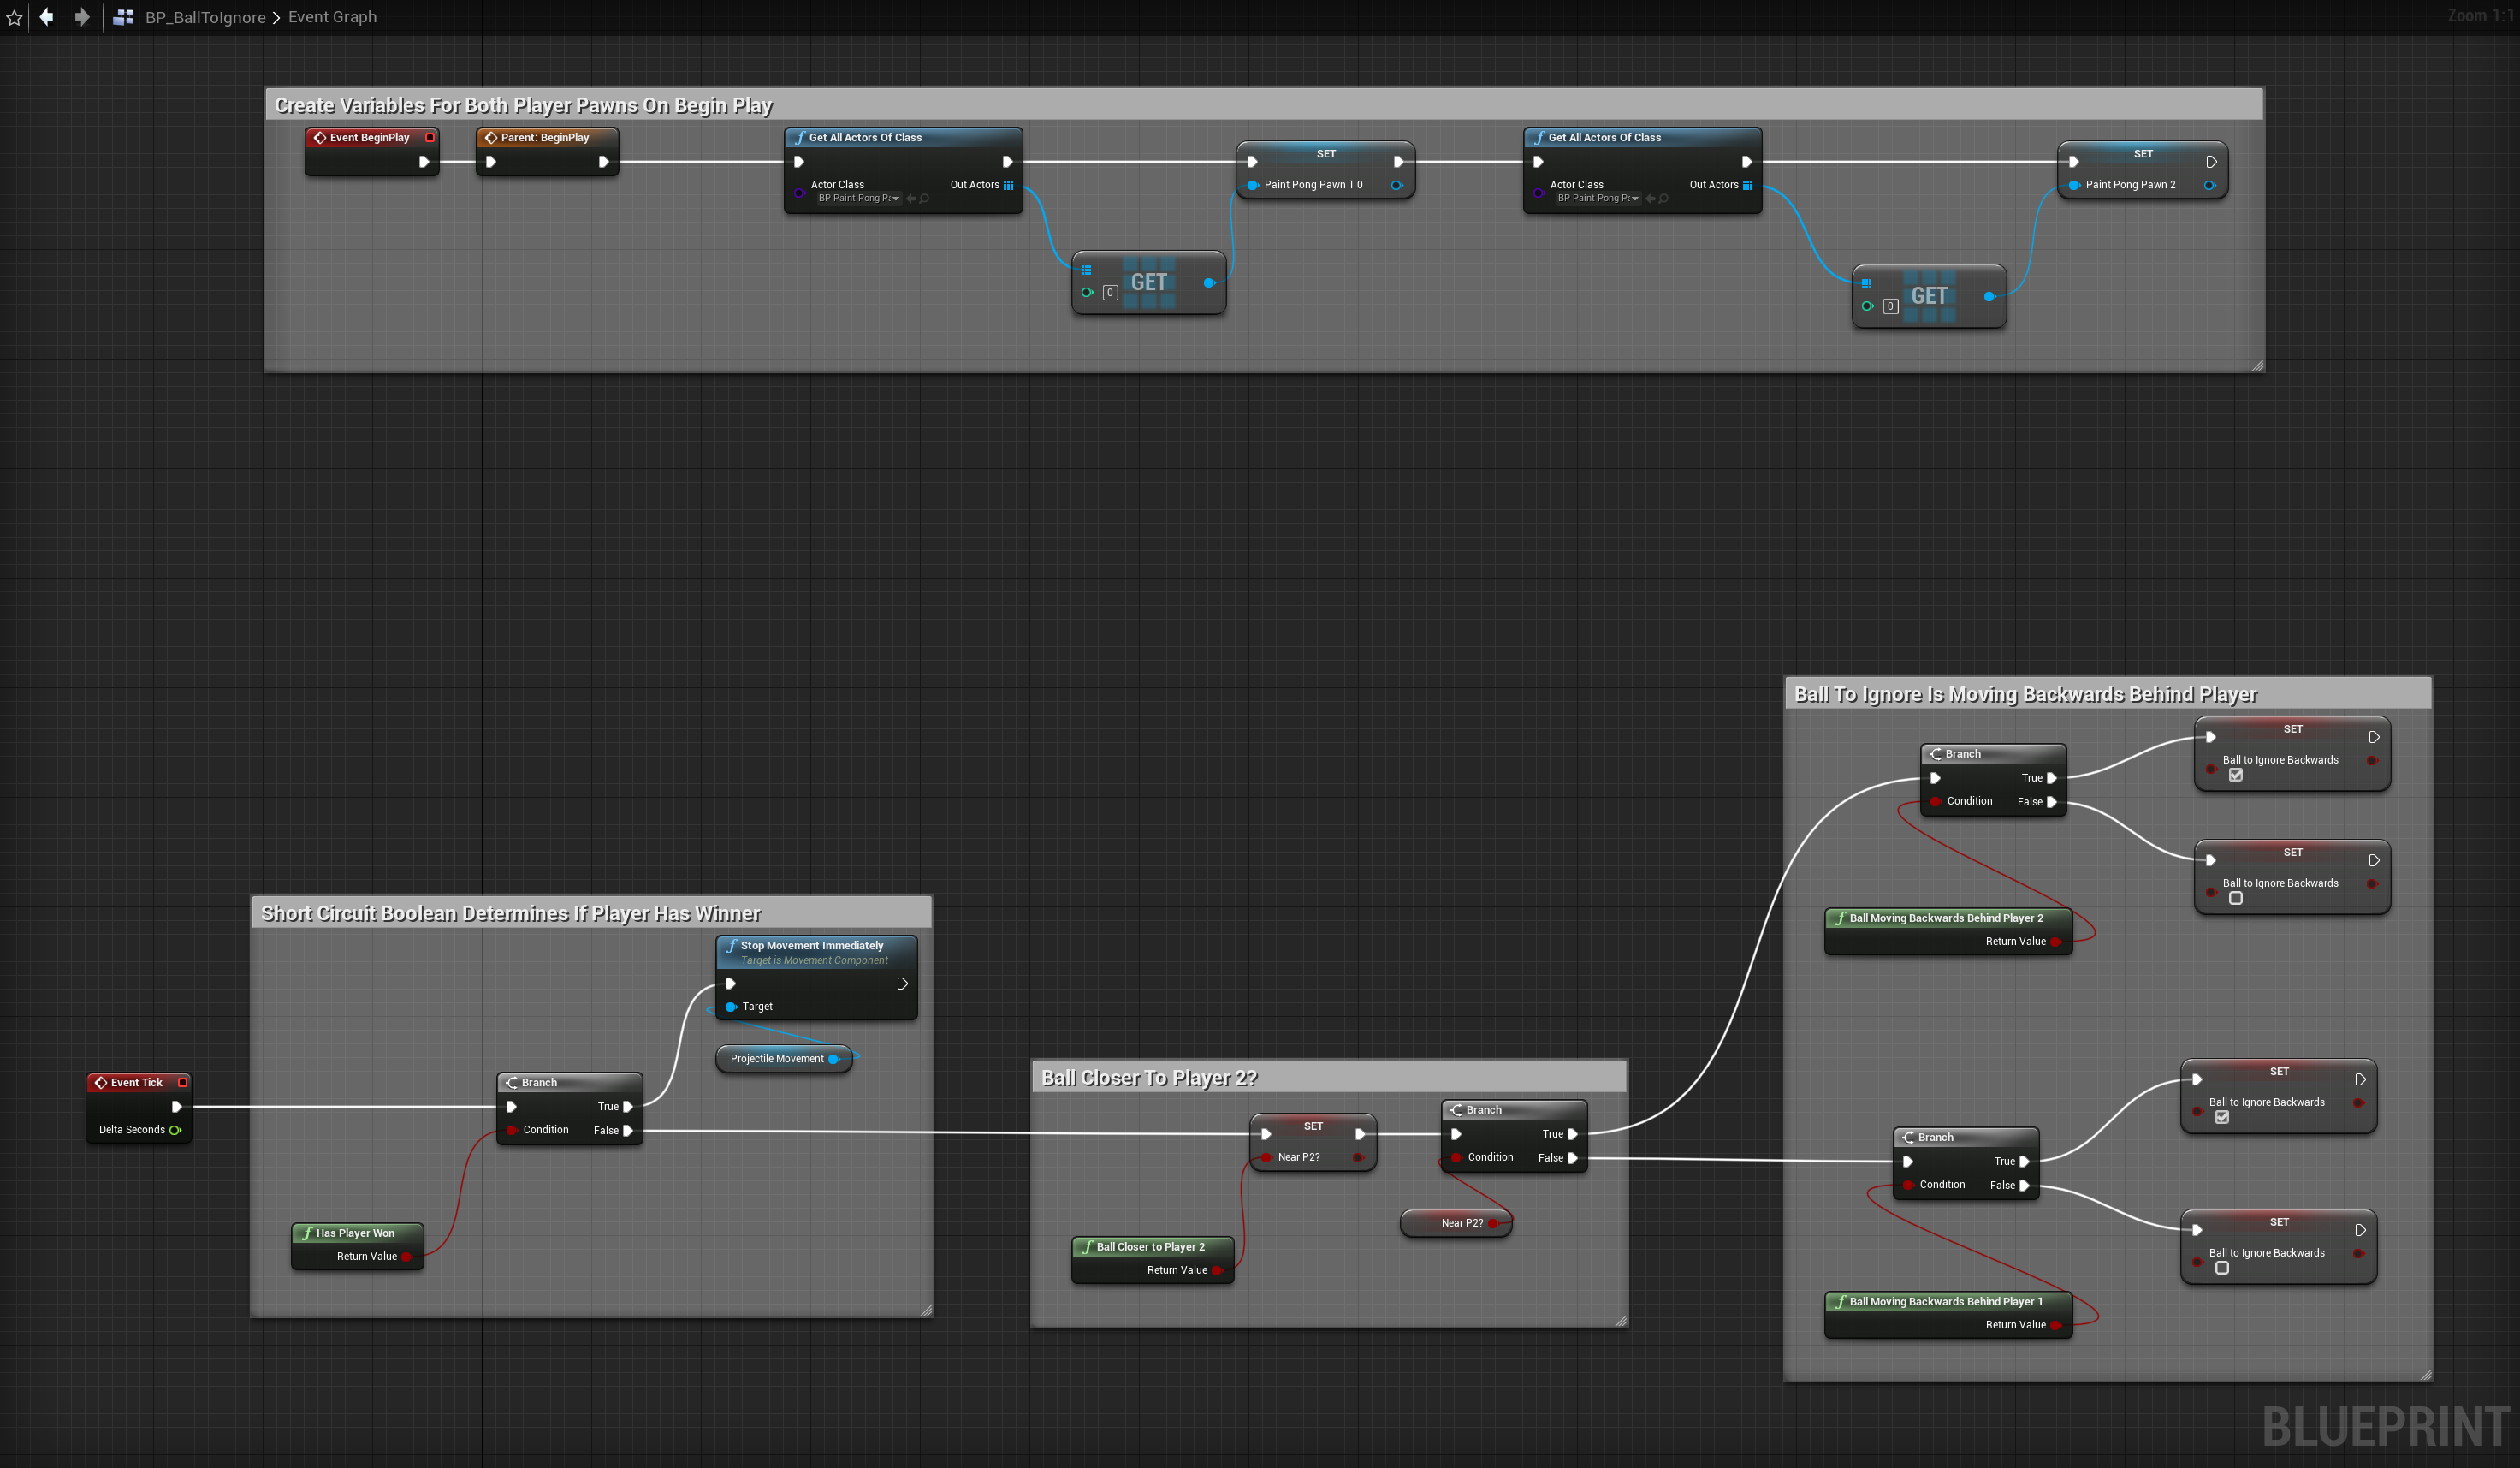 BP_BallToIgnore > Event Graph
Zoom 1:1
Create Variables For Both Player Pawns On Begin Play
Event BeginPlay
Parent: BeginPlay
Get All Actors Of Class
Actor Class
BP Paint Pong Pa
Out Actors
0
GET
SET
Paint Pong Pawn 1 0
Get All Actors Of Class
Actor Class
BP Paint Pong Pa
Out Actors
0
GET
SET
Paint Pong Pawn 2
Event Tick
Delta Seconds
Short Circuit Boolean Determines If Player Has Winner
Stop Movement Immediately
Target is Movement Component
Target
Projectile Movement
Branch
True
Condition
False
Has Player Won
Return Value
Ball Closer To Player 2?
SET
Near P2?
Branch
True
Condition
False
Near P2?
Ball Closer to Player 2
Return Value
Ball To Ignore Is Moving Backwards Behind Player
Branch
True
Condition
False
SET
Ball to Ignore Backwards
SET
Ball to Ignore Backwards
Ball Moving Backwards Behind Player 2
Return Value
Branch
True
Condition
False
SET
Ball to Ignore Backwards
SET
Ball to Ignore Backwards
Ball Moving Backwards Behind Player 1
Return Value
BLUEPRINT